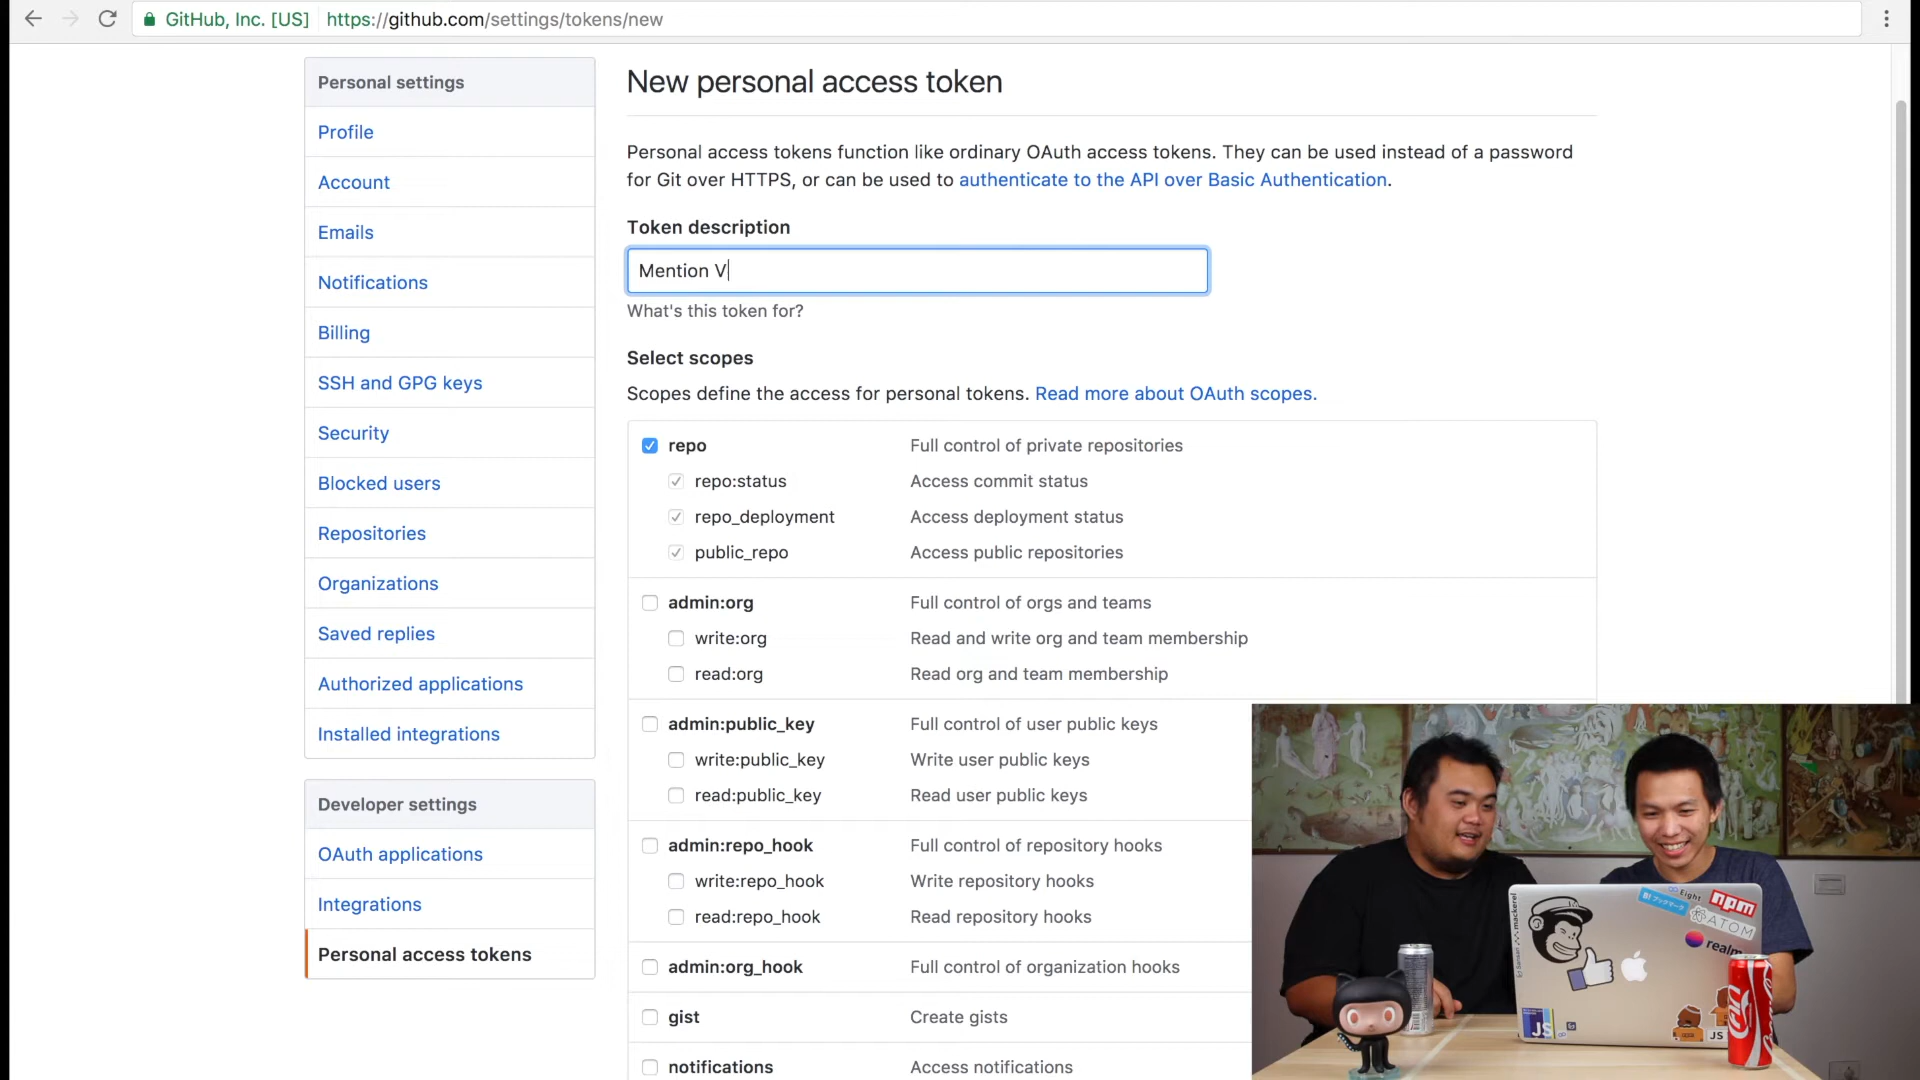 GitHub, Inc. [US] https://github.com/settings/tokens/new
Personal settings
Profile
Account
Emails
Notifications
Billing
SSH and GPG keys
Security
Blocked users
Repositories
Organizations
Saved replies
Authorized applications
Installed integrations
Developer settings
OAuth applications
Integrations
Personal access tokens
New personal access token
Personal access tokens function like ordinary OAuth access tokens. They can be used instead of a password
for Git over HTTPS, or can be used to authenticate to the API over Basic Authentication.
Token description
Mention V
What's this token for?
Select scopes
Scopes define the access for personal tokens. Read more about OAuth scopes.
repo Full control of private repositories
repo:status Access commit status
repo_deployment Access deployment status
public_repo Access public repositories
admin:org Full control of orgs and teams
write:org Read and write org and team membership
read:org Read org and team membership
admin:public_key Full control of user public keys
write:public_key Write user public keys
read:public_key Read user public keys
admin:repo_hook Full control of repository hooks
write:repo_hook Write repository hooks
read:repo_hook Read repository hooks
admin:org_hook Full control of organization hooks
gist Create gists
notifications Access notifications
Eight
npm
B! ブックマーク
ATOM
realm
mackerel
JS
JS